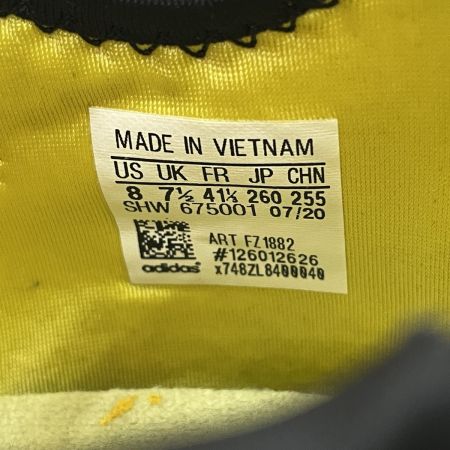 MADE IN VIETNAM
US UK FR JP CHN
8 7½ 41⅓ 260 255
SHW 675001 07/20
ART FZ1882
#126012626
adidas x748ZL8400040